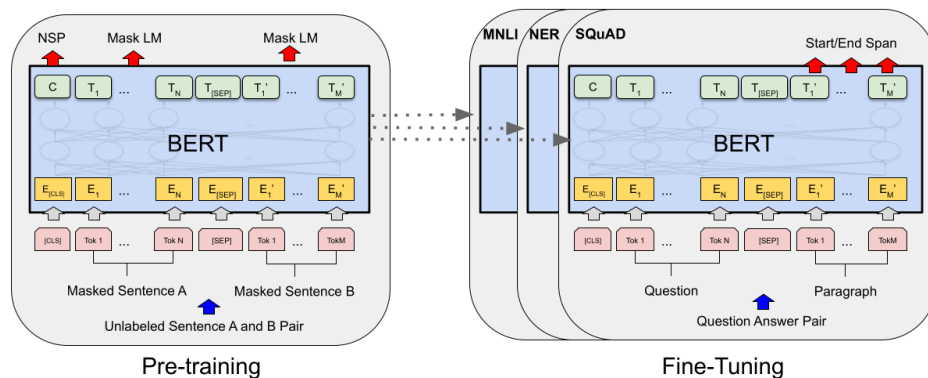 NSP Mask LM Mask LM
C T1 ... TN T[SEP] T1' ... TM'
BERT
E[CLS] E1 ... EN E[SEP] E1' ... EM'
[CLS] Tok 1 ... Tok N [SEP] Tok 1 ... TokM
Masked Sentence A Masked Sentence B
Unlabeled Sentence A and B Pair
Pre-training
MNLI NER SQuAD
Start/End Span
C T1 ... TN T[SEP] T1' ... TM'
BERT
E[CLS] E1 ... EN E[SEP] E1' ... EM'
[CLS] Tok 1 ... Tok N [SEP] Tok 1 ... TokM
Question Paragraph
Question Answer Pair
Fine-Tuning